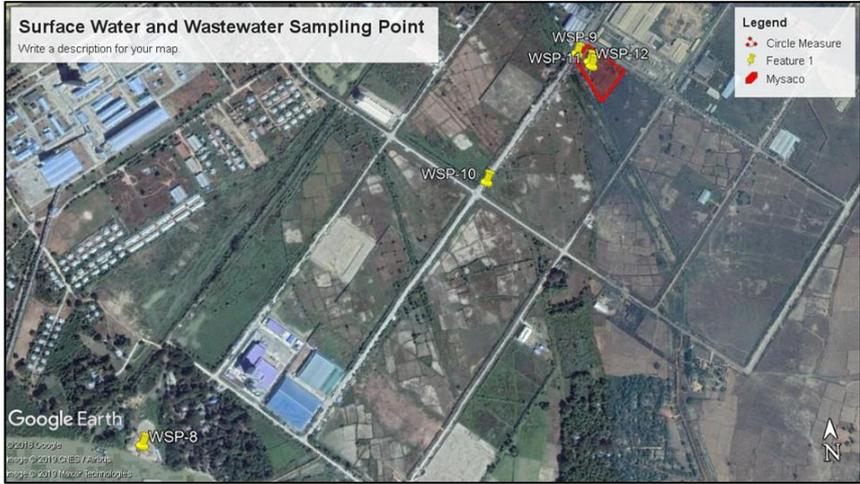 Surface Water and Wastewater Sampling Point
Write a description for your map.
Legend
Circle Measure
Feature 1
Mysaco
WSP-9
WSP-11
WSP-12
WSP-10
WSP-8
Google Earth
© 2018 Google
Image © 2019 CNES / Airbus
Image © 2019 Maxar Technologies
N